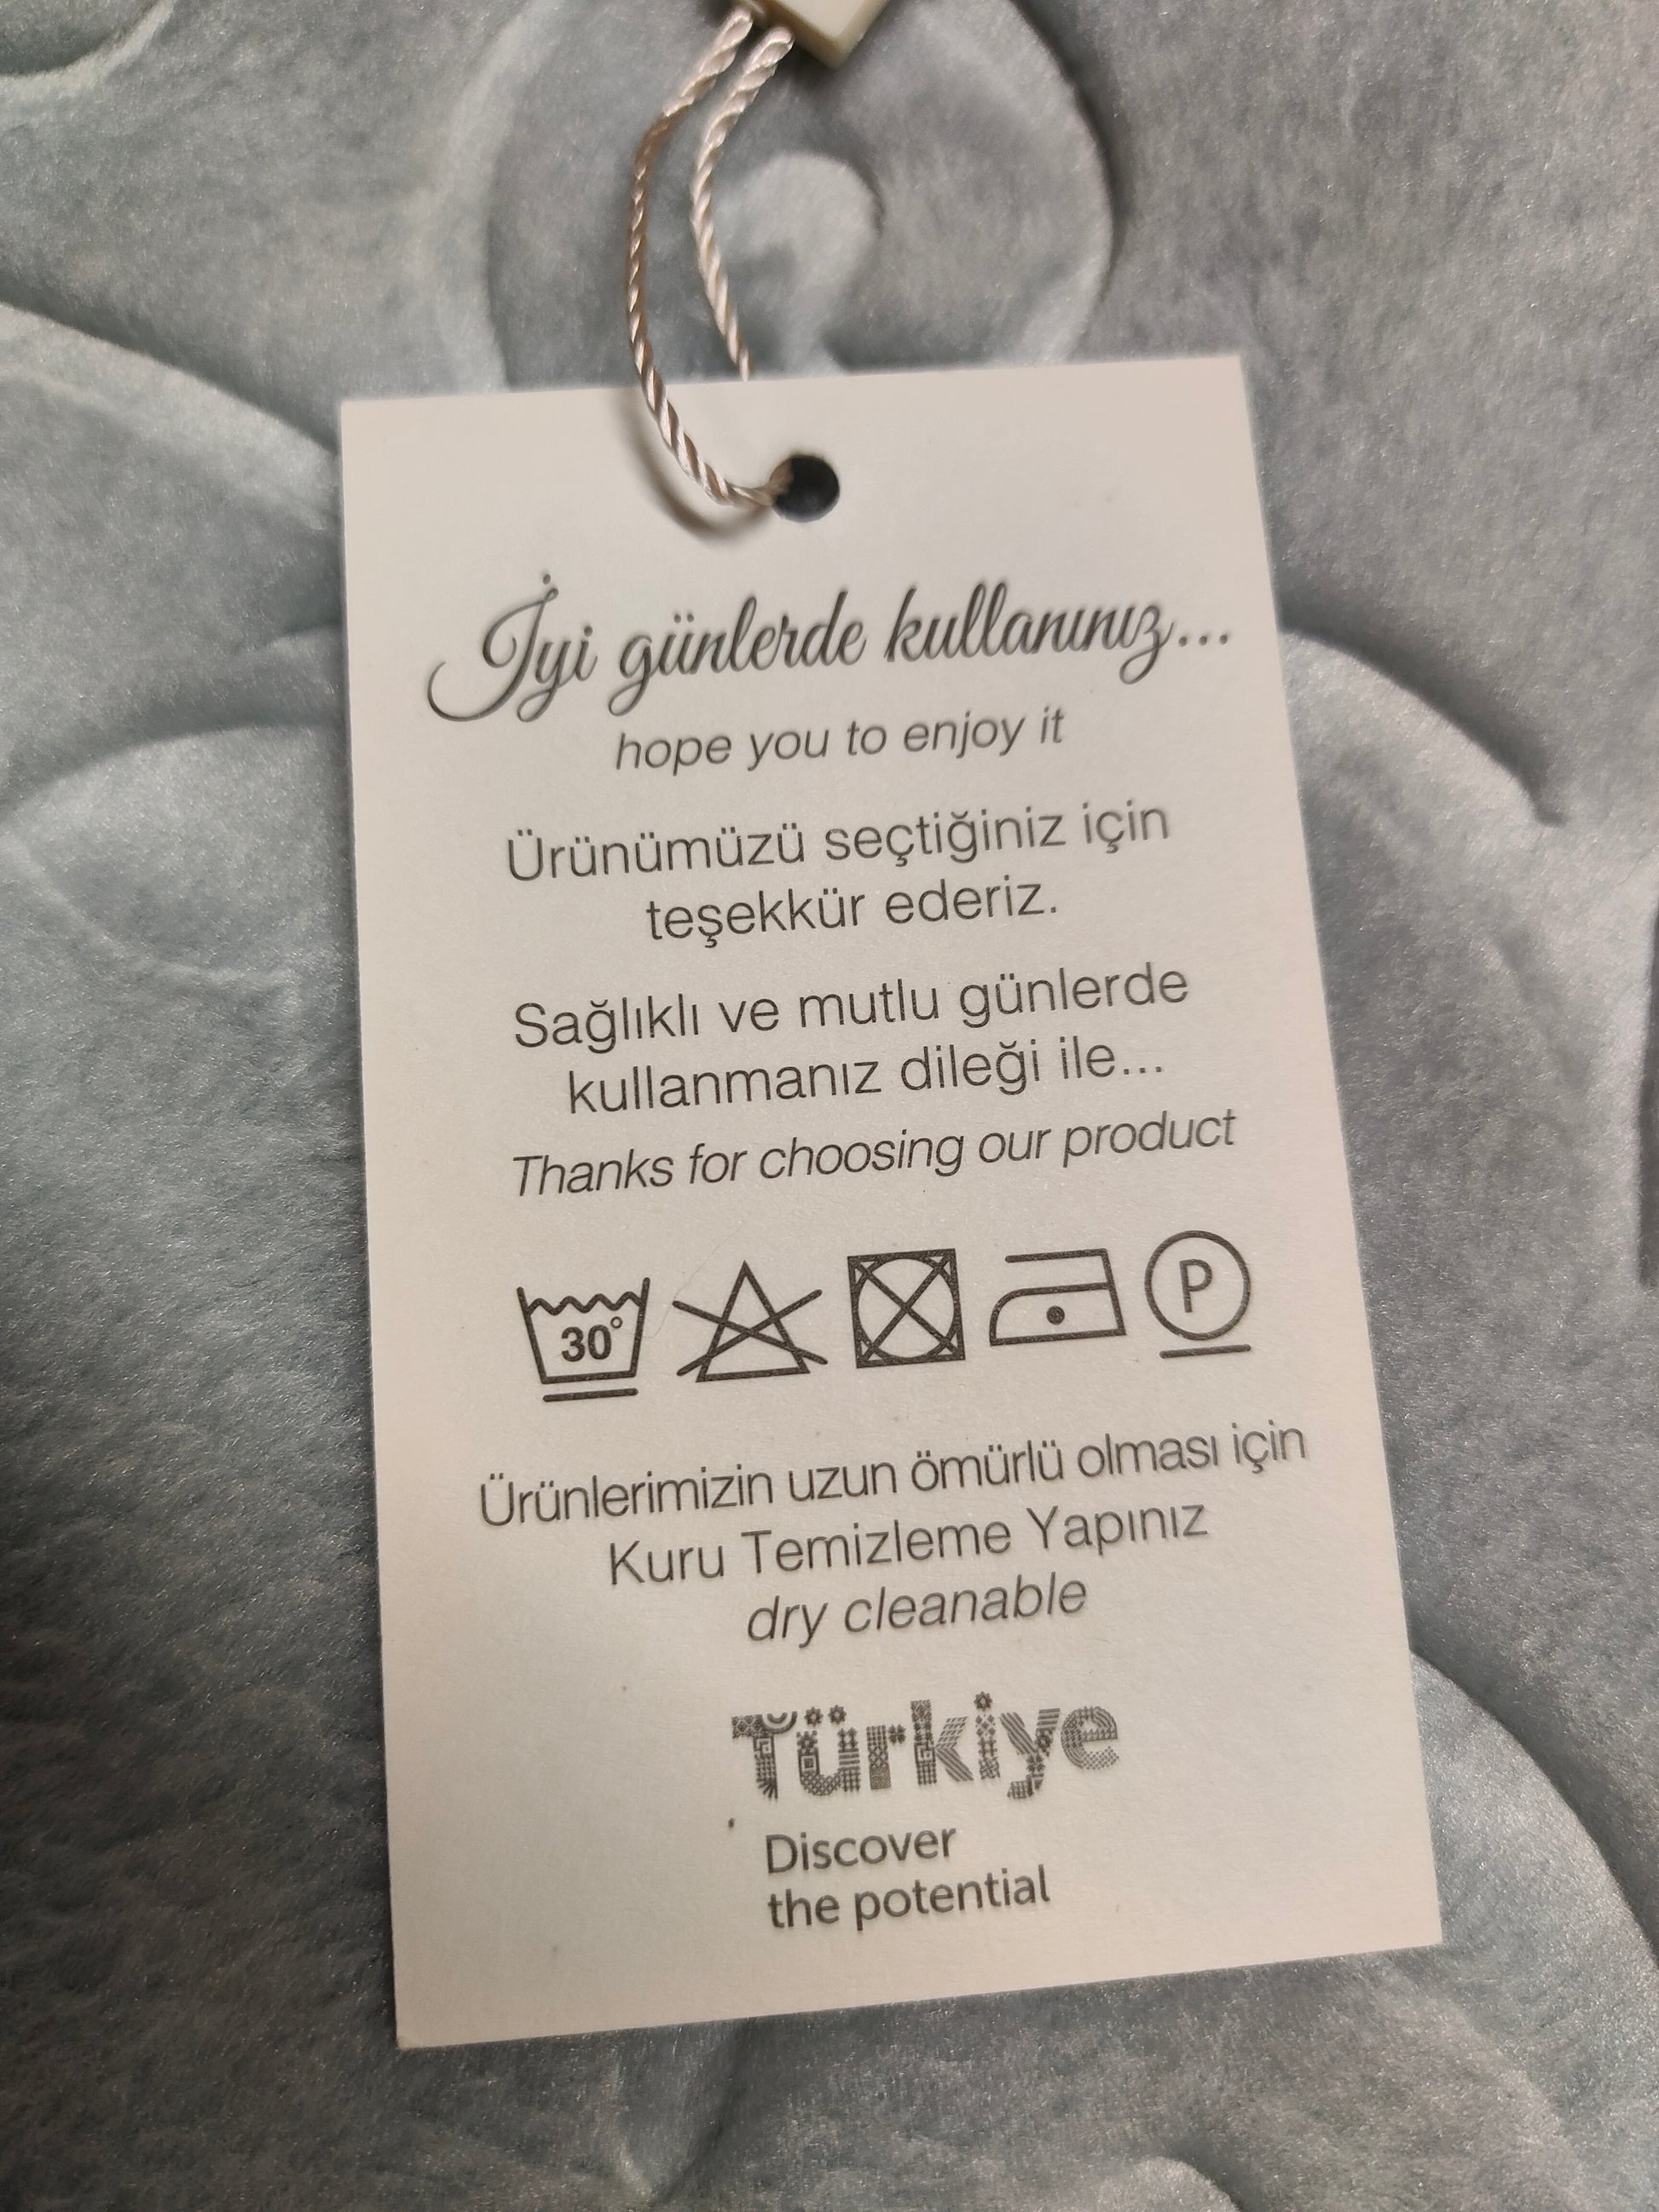 İyi günlerde kullanınız...
hope you to enjoy it
Ürünümüzü seçtiğiniz için
teşekkür ederiz.
Sağlıklı ve mutlu günlerde
kullanmanız dileği ile...
Thanks for choosing our product
30° P
Ürünlerimizin uzun ömürlü olması için
Kuru Temizleme Yapınız
dry cleanable
Türkiye
Discover
the potential